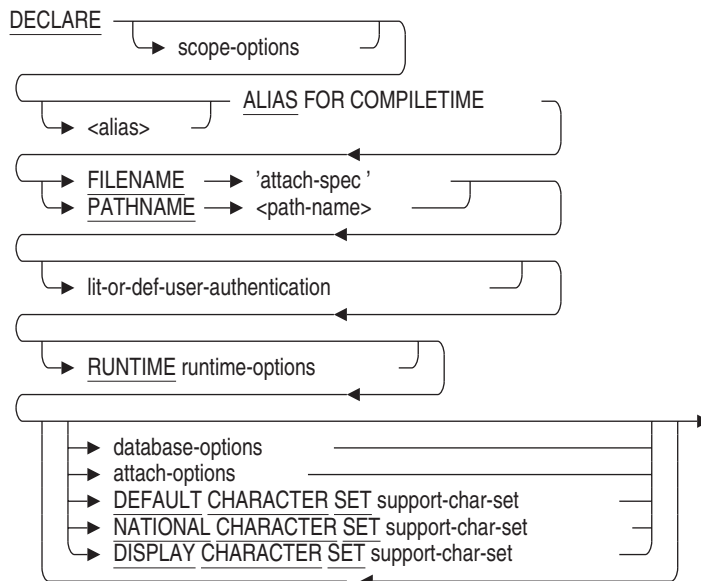 DECLARE
scope-options
ALIAS FOR COMPILETIME
<alias>
FILENAME 'attach-spec '
PATHNAME <path-name>
lit-or-def-user-authentication
RUNTIME runtime-options
database-options
attach-options
DEFAULT CHARACTER SET support-char-set
NATIONAL CHARACTER SET support-char-set
DISPLAY CHARACTER SET support-char-set